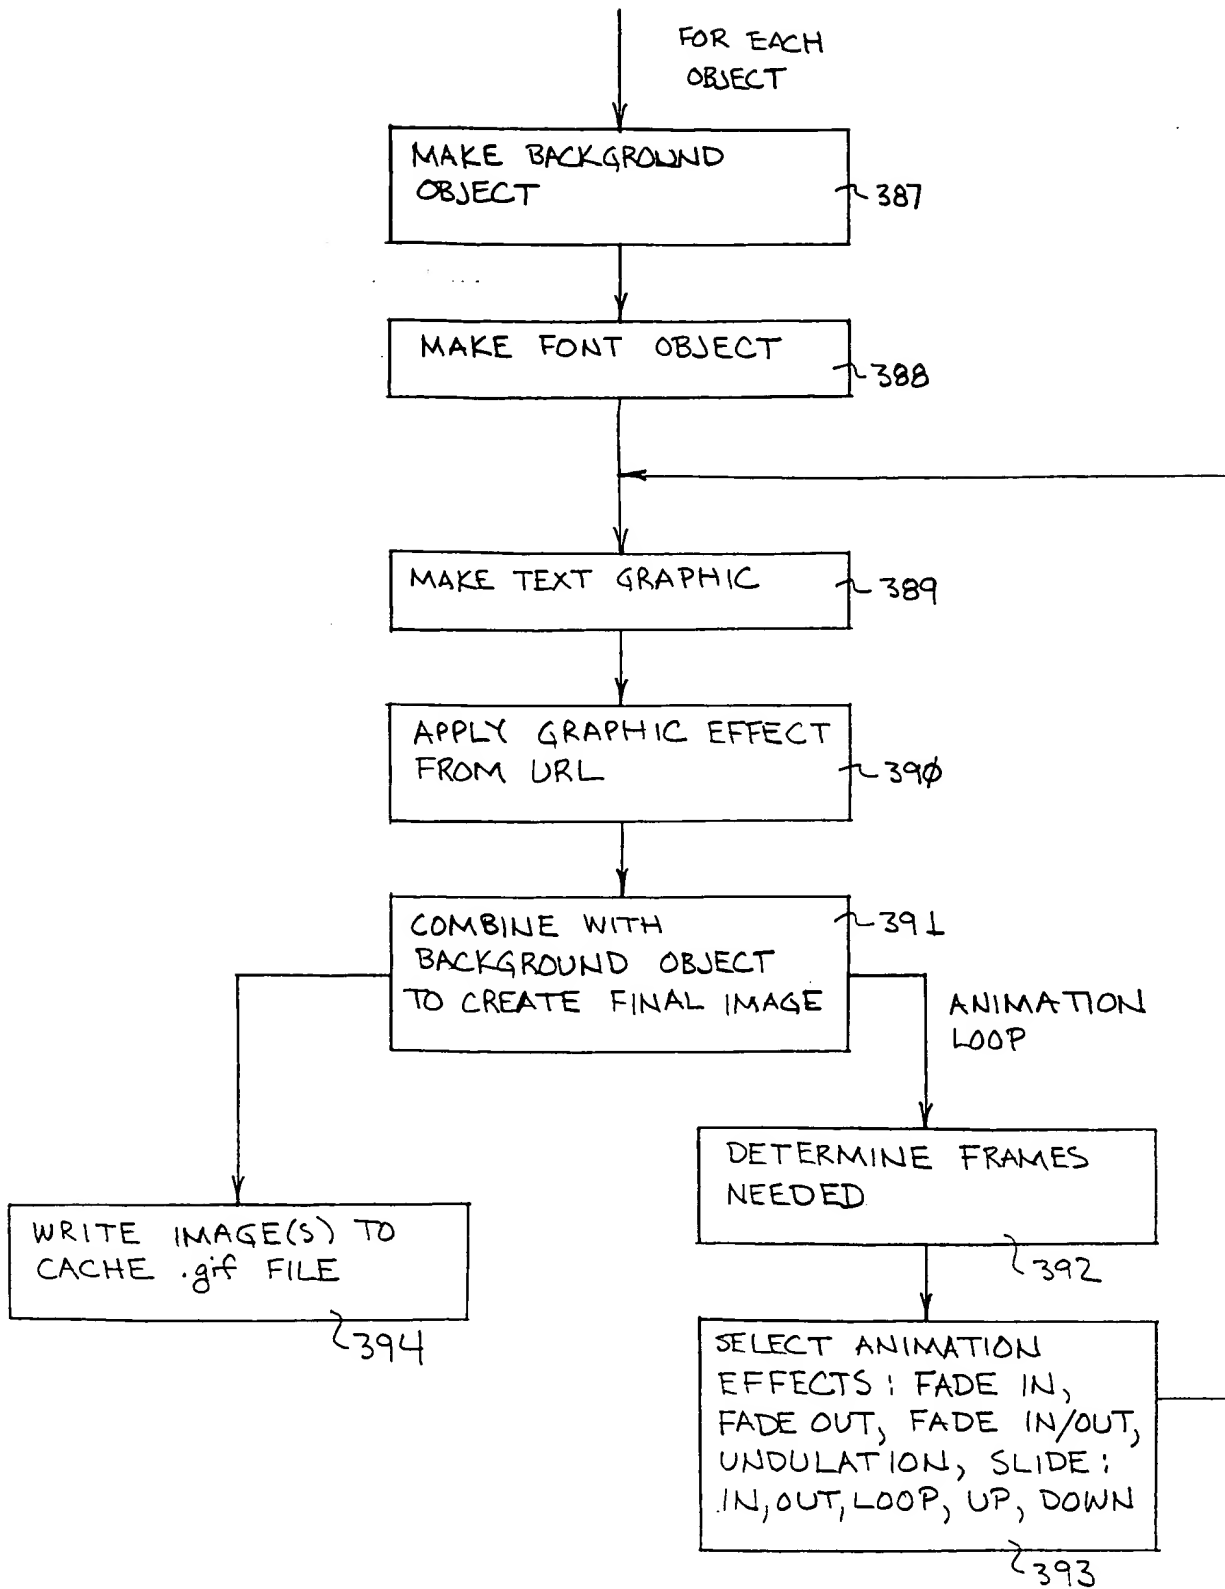 FOR EACH
OBJECT
MAKE BACKGROUND
OBJECT
387
MAKE FONT OBJECT
388
MAKE TEXT GRAPHIC
389
APPLY GRAPHIC EFFECT
FROM URL
390
COMBINE WITH
BACKGROUND OBJECT
TO CREATE FINAL IMAGE
391
ANIMATION
LOOP
DETERMINE FRAMES
NEEDED
392
WRITE IMAGE(S) TO
CACHE .gif FILE
394
SELECT ANIMATION
EFFECTS: FADE IN,
FADE OUT, FADE IN/OUT,
UNDULATION, SLIDE:
IN, OUT, LOOP, UP, DOWN
393